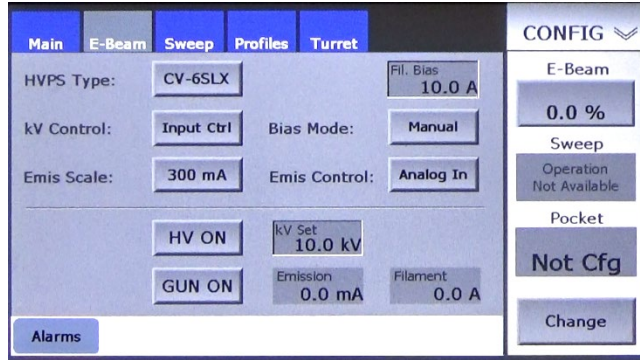 Main E-Beam Sweep Profiles Turret
CONFIG
HVPS Type: CV-6SLX
Fil. Bias
10.0 A
kV Control: Input Ctrl Bias Mode: Manual
Emis Scale: 300 mA Emis Control: Analog In
HV ON
kV Set
10.0 kV
GUN ON
Emission
0.0 mA
Filament
0.0 A
Alarms
E-Beam
0.0 %
Sweep
Operation
Not Available
Pocket
Not Cfg
Change